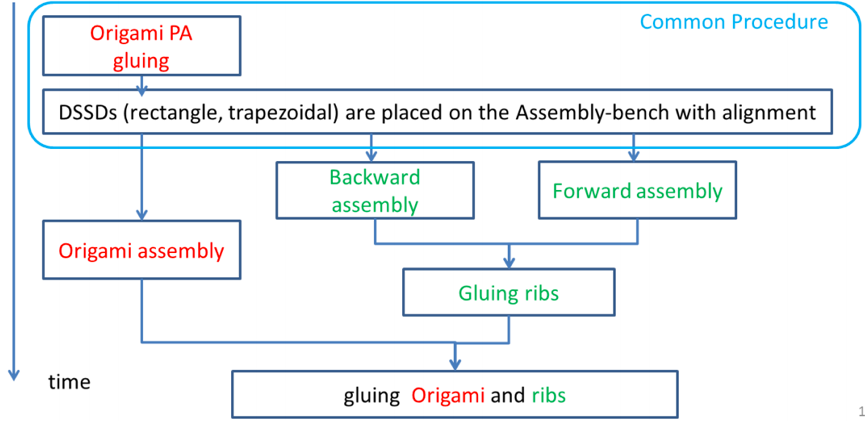 Common Procedure
Origami PA
gluing
DSSDs (rectangle, trapezoidal) are placed on the Assembly-bench with alignment
Backward
assembly
Forward assembly
Origami assembly
Gluing ribs
time
gluing Origami and ribs
1